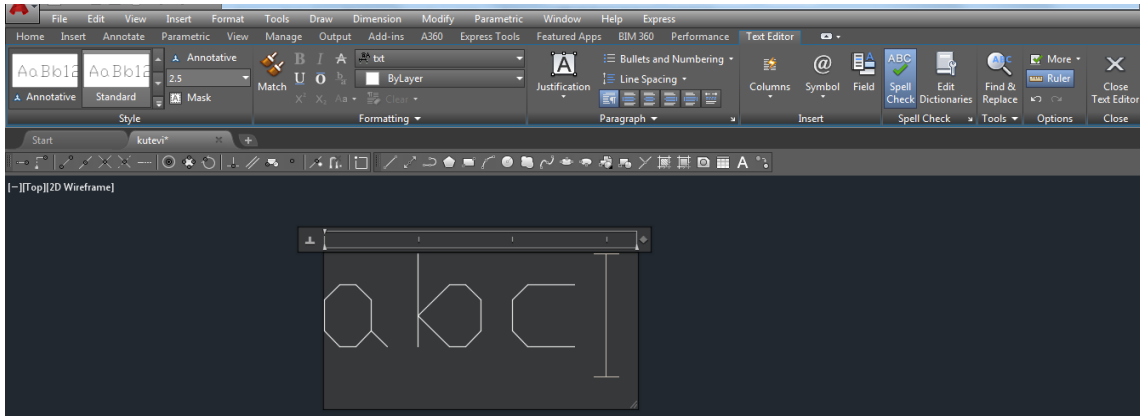 File Edit View Insert Format Tools Draw Dimension Modify Parametric Window Help Express
Home Insert Annotate Parametric View Manage Output Add-ins A360 Express Tools Featured Apps BIM 360 Performance Text Editor
AaBb12 AaBb12 Annotative Match B I A txt A Bullets and Numbering @ ABC ABC More
Annotative Standard 2.5 U O ByLayer Justification Line Spacing Columns Symbol Field Spell Check Edit Dictionaries Find & Replace Ruler Close Text Editor
Mask X² X₂ Aa Clear
Style Formatting Paragraph Insert Spell Check Tools Options Close
Start kutevi* +
A
[−][Top][2D Wireframe]
a b c